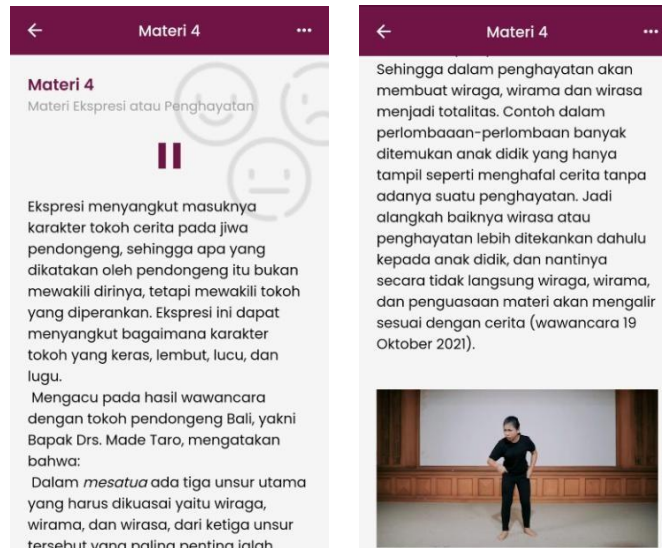 Materi 4
Materi 4
Materi Ekspresi atau Penghayatan
Ekspresi menyangkut masuknya
karakter tokoh cerita pada jiwa
pendongeng, sehingga apa yang
dikatakan oleh pendongeng itu bukan
mewakili dirinya, tetapi mewakili tokoh
yang diperankan. Ekspresi ini dapat
menyangkut bagaimana karakter
tokoh yang keras, lembut, lucu, dan
lugu.
Mengacu pada hasil wawancara
dengan tokoh pendongeng Bali, yakni
Bapak Drs. Made Taro, mengatakan
bahwa:
Dalam mesatua ada tiga unsur utama
yang harus dikuasai yaitu wiraga,
wirama, dan wirasa, dari ketiga unsur
tersebut yang paling penting ialah
Materi 4
Sehingga dalam penghayatan akan
membuat wiraga, wirama dan wirasa
menjadi totalitas. Contoh dalam
perlombaaan-perlombaan banyak
ditemukan anak didik yang hanya
tampil seperti menghafal cerita tanpa
adanya suatu penghayatan. Jadi
alangkah baiknya wirasa atau
penghayatan lebih ditekankan dahulu
kepada anak didik, dan nantinya
secara tidak langsung wiraga, wirama,
dan penguasaan materi akan mengalir
sesuai dengan cerita (wawancara 19
Oktober 2021).